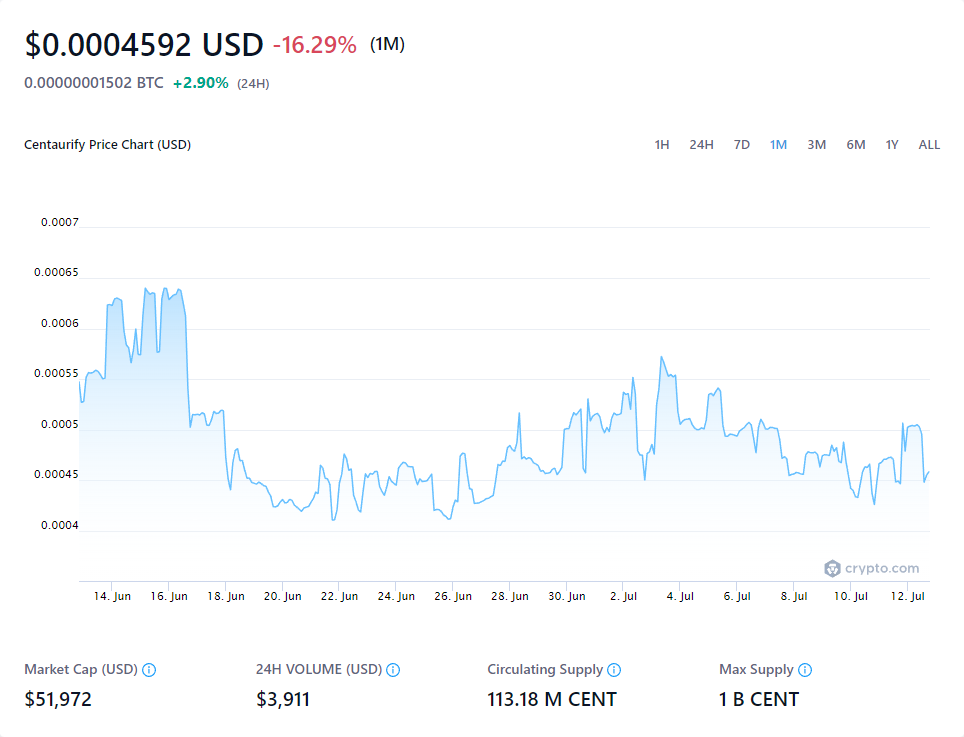 $0.0004592 USD -16.29% (1M)
0.00000001502 BTC +2.90% (24H)
Centaurify Price Chart (USD) 1H 24H 7D 1M 3M 6M 1Y ALL
0.0007
0.00065
0.0006
0.00055
0.0005
0.00045
0.0004
crypto.com
14. Jun 16. Jun 18. Jun 20. Jun 22. Jun 24. Jun 26. Jun 28. Jun 30. Jun 2. Jul 4. Jul 6. Jul 8. Jul 10. Jul 12. Jul
Market Cap (USD) 24H VOLUME (USD) Circulating Supply Max Supply
$51,972 $3,911 113.18 M CENT 1 B CENT